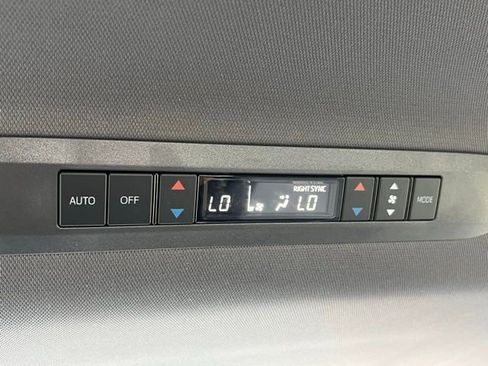 AUTO
OFF
LO
RIGHT SYNC
LO
MODE